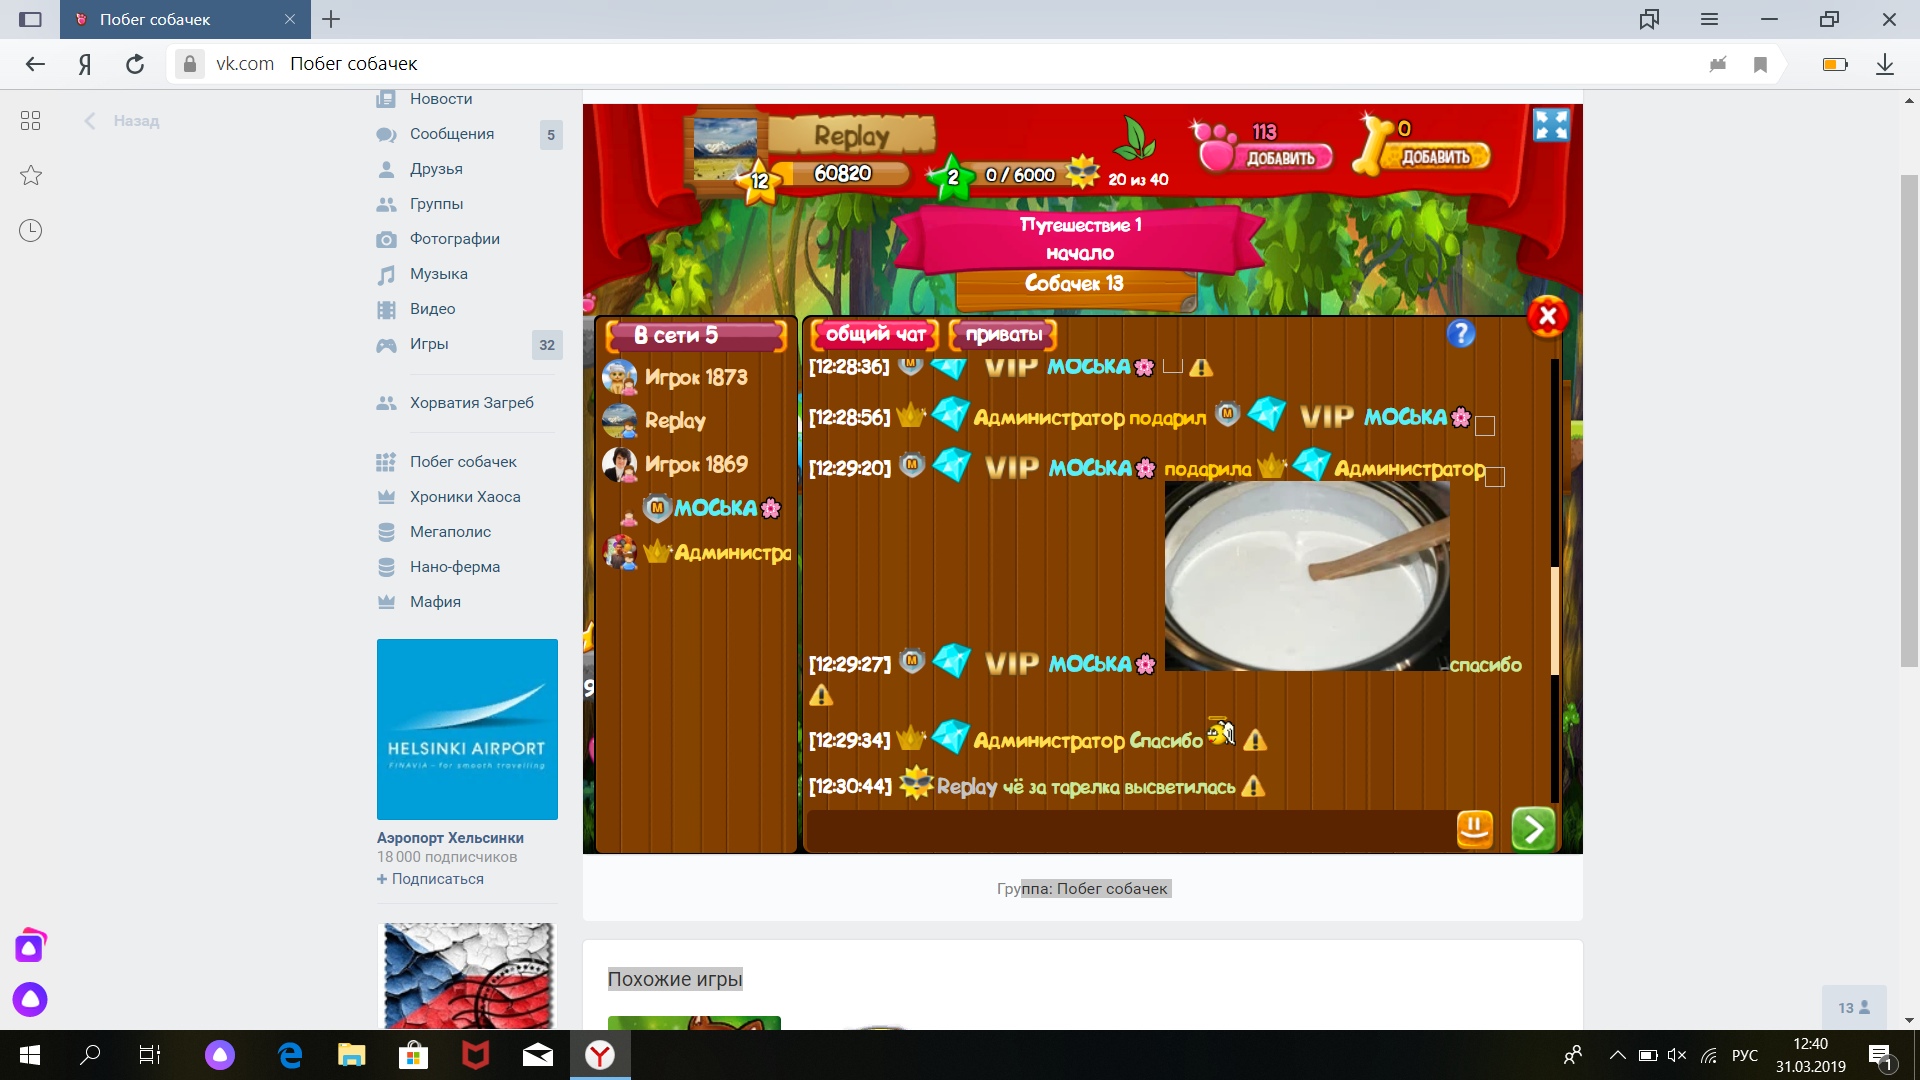 Побег собачек
vk.com Побег собачек
Назад
Новости
Сообщения 5
Друзья
Группы
Фотографии
Музыка
Видео
Игры 32
Хорватия Загреб
Побег собачек
Хроники Хаоса
Мегаполис
Нано-ферма
Мафия
HELSINKI AIRPORT
FINAVIA – for smooth travelling
Аэропорт Хельсинки
18 000 подписчиков
+ Подписаться
Replay
12 60820
2 0 / 6000
20 из 40
113
ДОБАВИТЬ
0
ДОБАВИТЬ
Путешествие 1
начало
Собачек 13
В сети 5
Игрок 1873
Replay
Игрок 1869
М МОСЬКА
Администра
общий чат приваты ?
[12:28:36] М VIP МОСЬКА
[12:28:56] Администратор подарил М VIP МОСЬКА
[12:29:20] М VIP МОСЬКА подарила Администратор
[12:29:27] М VIP МОСЬКА спасибо
[12:29:34] Администратор Спасибо
[12:30:44] Replay чё за тарелка высветилась
Группа: Побег собачек
Похожие игры
13
РУС
12:40
31.03.2019
1